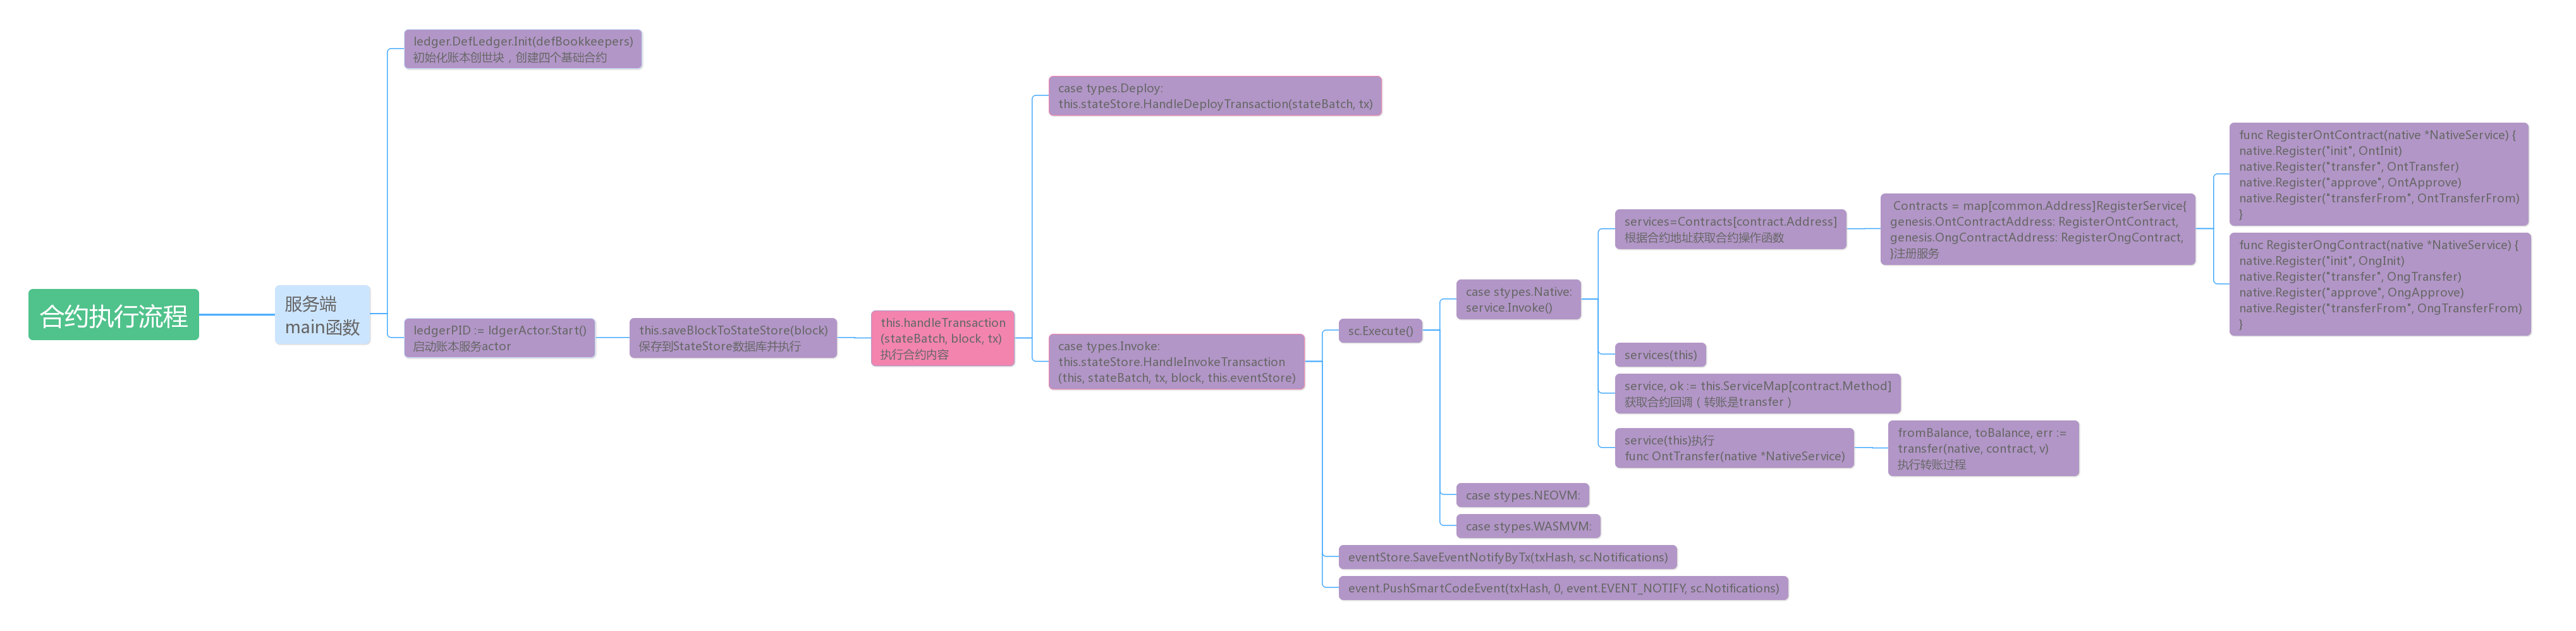 合约执行流程
服务端
main函数
ledger.DefLedger.Init(defBookkeepers)
初始化账本创世块，创建四个基础合约
ledgerPID := ldgerActor.Start()
启动账本服务actor
this.saveBlockToStateStore(block)
保存到StateStore数据库并执行
this.handleTransaction
(stateBatch, block, tx)
执行合约内容
case types.Deploy:
this.stateStore.HandleDeployTransaction(stateBatch, tx)
case types.Invoke:
this.stateStore.HandleInvokeTransaction
(this, stateBatch, tx, block, this.eventStore)
sc.Execute()
case stypes.Native:
service.Invoke()
services=Contracts[contract.Address]
根据合约地址获取合约操作函数
Contracts = map[common.Address]RegisterService{
genesis.OntContractAddress: RegisterOntContract,
genesis.OngContractAddress: RegisterOngContract,
}注册服务
func RegisterOntContract(native *NativeService) {
native.Register("init", OntInit)
native.Register("transfer", OntTransfer)
native.Register("approve", OntApprove)
native.Register("transferFrom", OntTransferFrom)
}
func RegisterOngContract(native *NativeService) {
native.Register("init", OngInit)
native.Register("transfer", OngTransfer)
native.Register("approve", OngApprove)
native.Register("transferFrom", OngTransferFrom)
}
services(this)
service, ok := this.ServiceMap[contract.Method]
获取合约回调（转账是transfer）
service(this)执行
func OntTransfer(native *NativeService)
fromBalance, toBalance, err :=
transfer(native, contract, v)
执行转账过程
case stypes.NEOVM:
case stypes.WASMVM:
eventStore.SaveEventNotifyByTx(txHash, sc.Notifications)
event.PushSmartCodeEvent(txHash, 0, event.EVENT_NOTIFY, sc.Notifications)